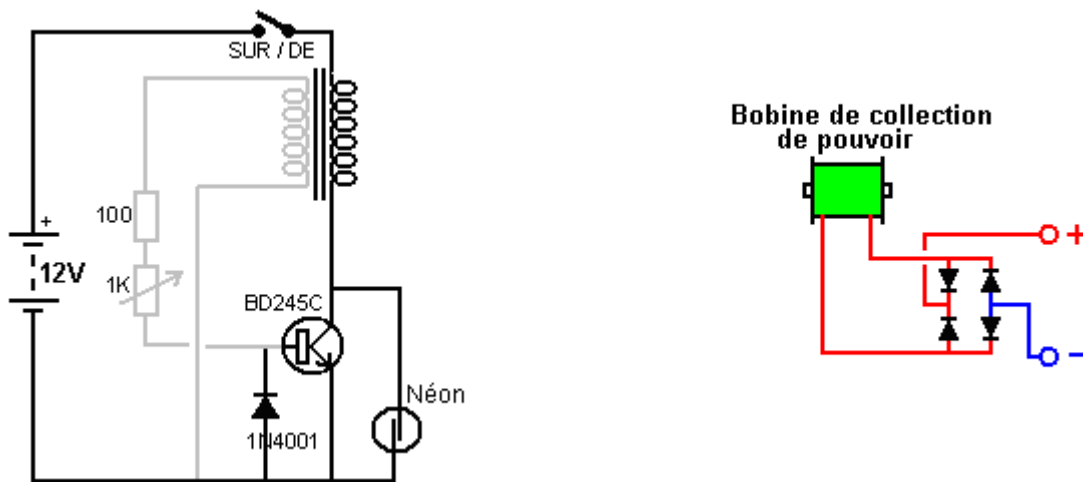 SUR / DE
Bobine de collection
de pouvoir
100
+
12V
1K
BD245C
Néon
1N4001
+
-